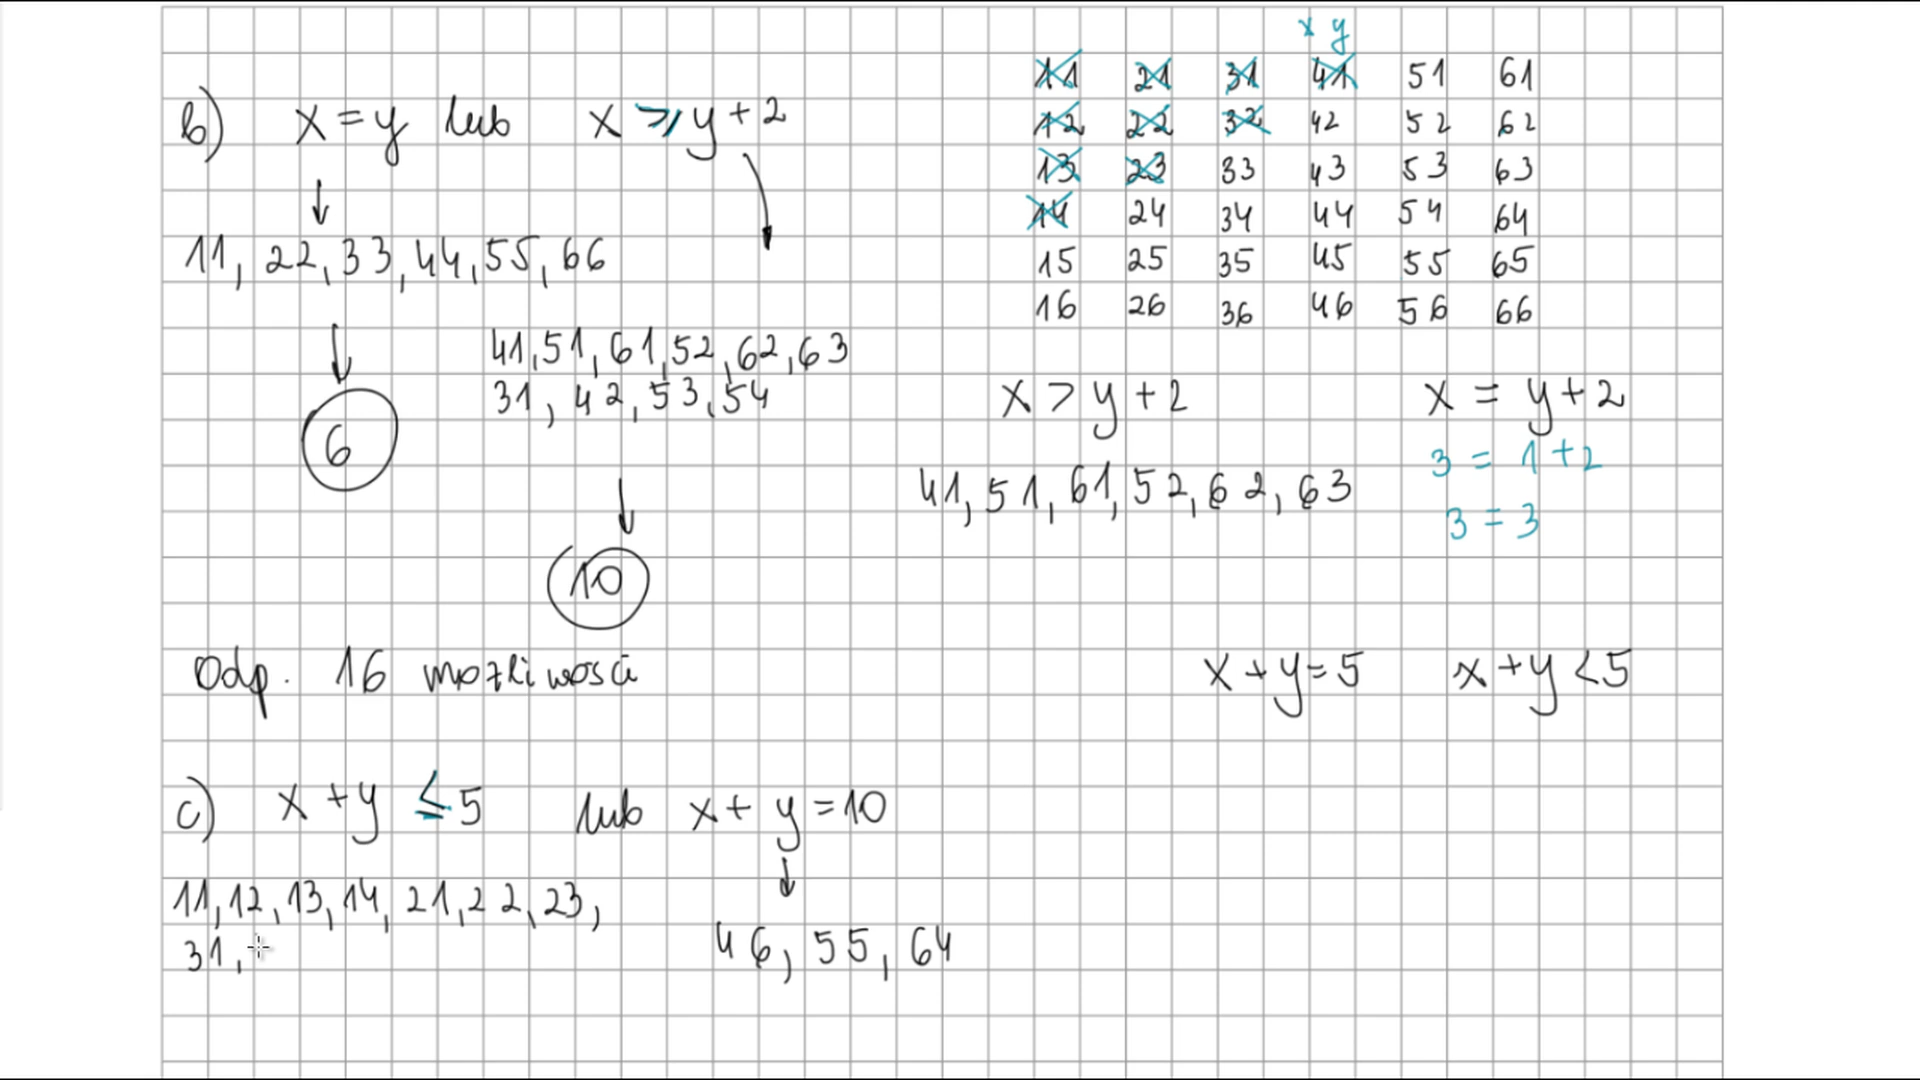 x y
11 21 31 41 51 61
12 22 32 42 52 62
13 23 33 43 53 63
14 24 34 44 54 64
15 25 35 45 55 65
16 26 36 46 56 66
b) x = y lub x ⩾ y + 2
11, 22, 33, 44, 55, 66
6
41, 51, 61, 52, 62, 63
31, 42, 53, 54
10
x > y + 2
41, 51, 61, 52, 62, 63
x = y + 2
3 = 1 + 2
3 = 3
Odp. 16 możliwości
x + y = 5 x + y < 5
c) x + y ≤ 5 lub x + y = 10
11, 12, 13, 14, 21, 22, 23,
31,
46, 55, 64